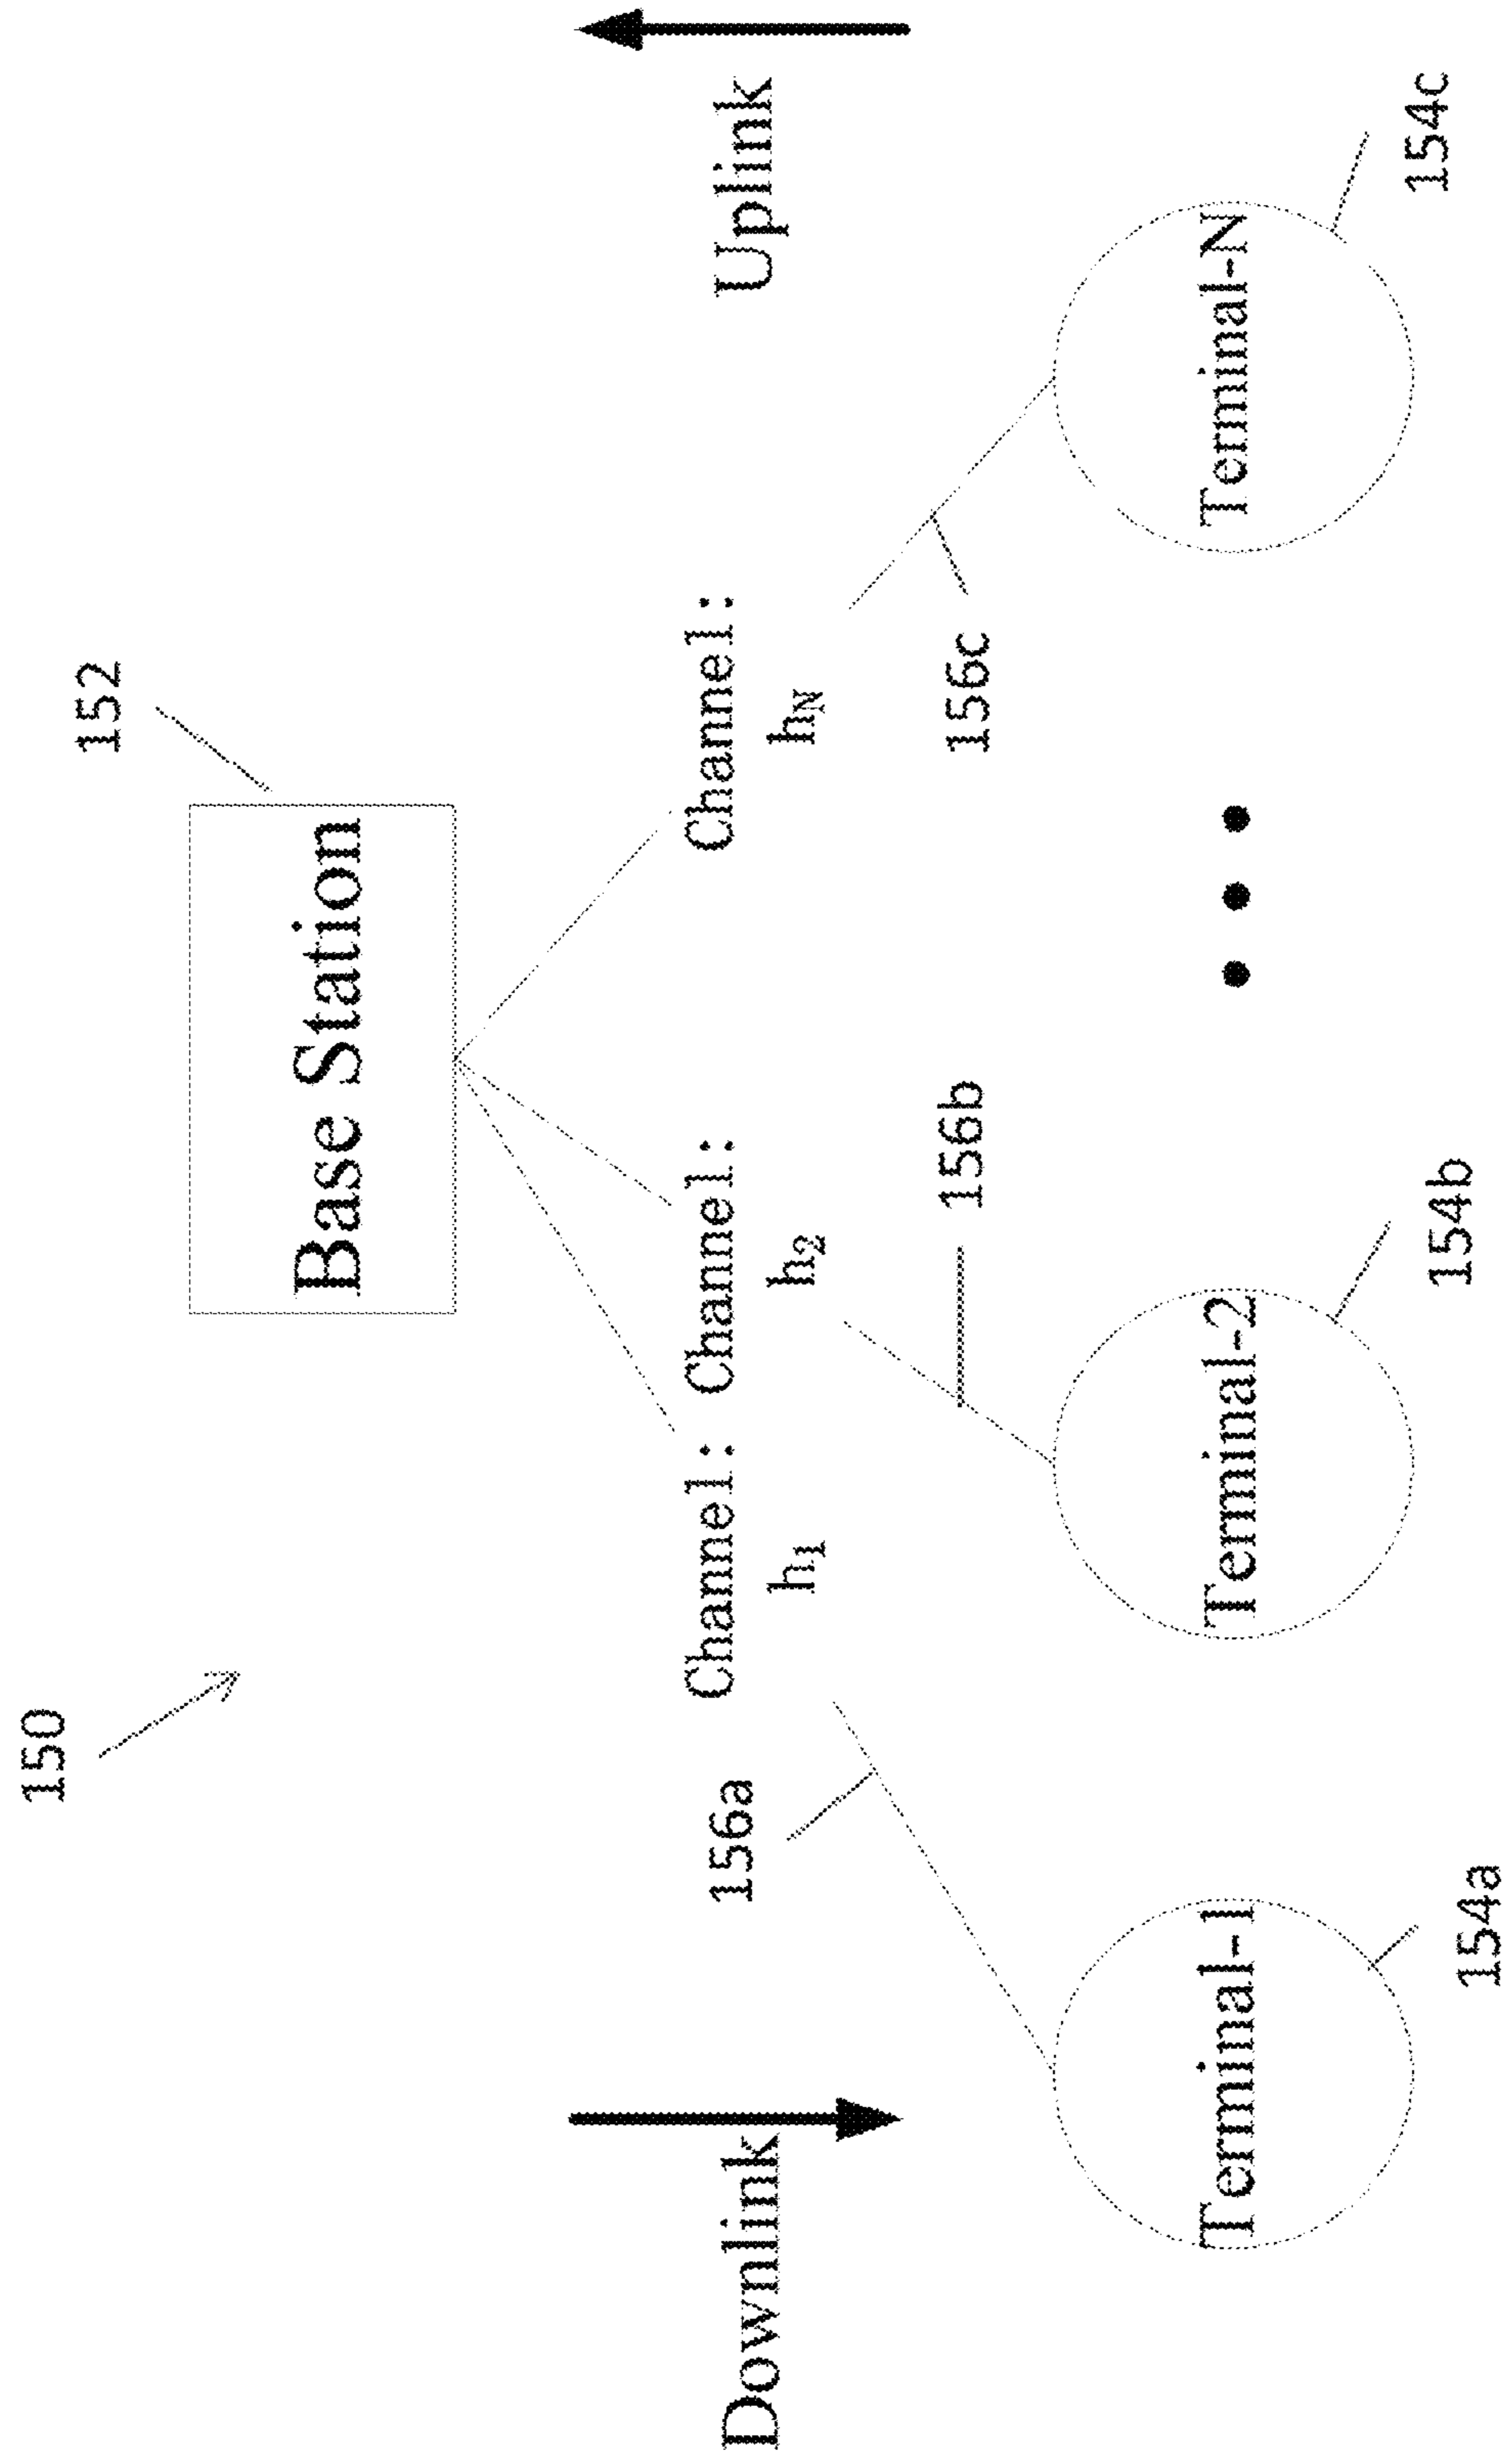 150
152
Base Station
Downlink
Uplink
156a
Channel:
h₁
Channel:
h₂
Channel:
h_N
156b
156c
Terminal-1
Terminal-2
Terminal-N
154a
154b
154c